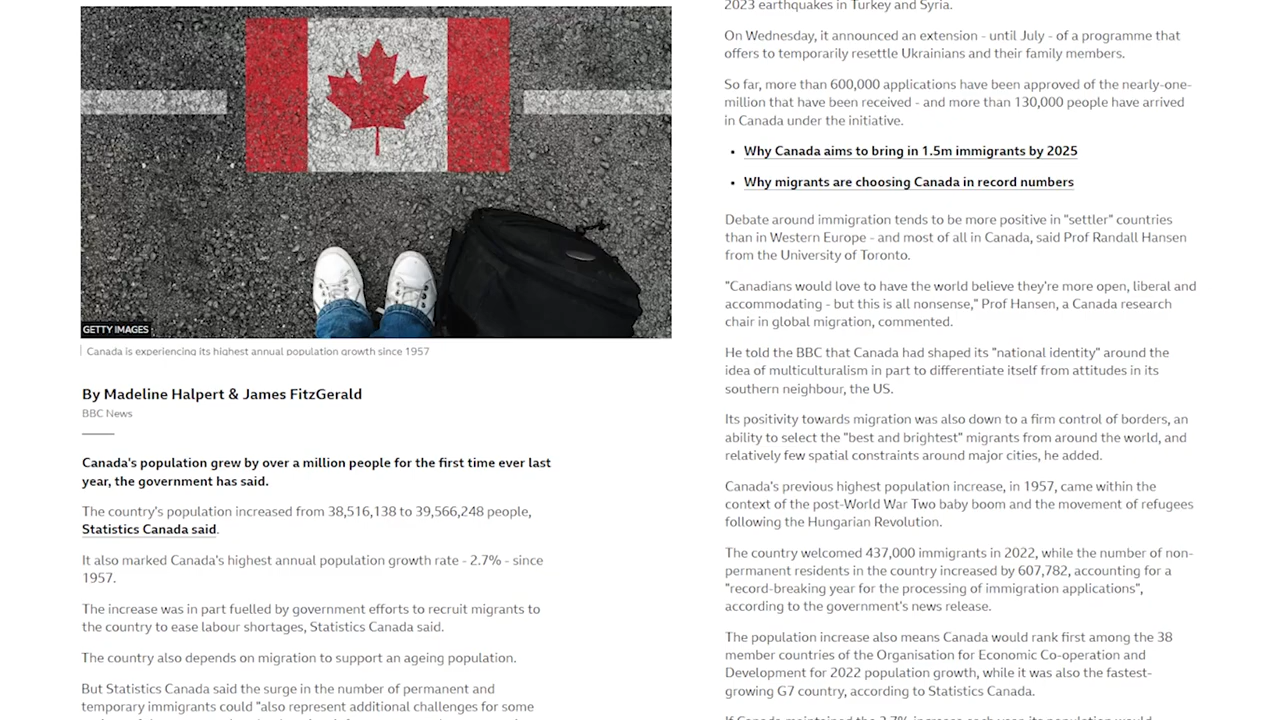 GETTY IMAGES
Canada is experiencing its highest annual population growth since 1957
By Madeline Halpert & James FitzGerald
BBC News
Canada's population grew by over a million people for the first time ever last
year, the government has said.
The country's population increased from 38,516,138 to 39,566,248 people,
Statistics Canada said.
It also marked Canada's highest annual population growth rate - 2.7% - since
1957.
The increase was in part fuelled by government efforts to recruit migrants to
the country to ease labour shortages, Statistics Canada said.
The country also depends on migration to support an ageing population.
But Statistics Canada said the surge in the number of permanent and
temporary immigrants could "also represent additional challenges for some
2023 earthquakes in Turkey and Syria.
On Wednesday, it announced an extension - until July - of a programme that
offers to temporarily resettle Ukrainians and their family members.
So far, more than 600,000 applications have been approved of the nearly-one-
million that have been received - and more than 130,000 people have arrived
in Canada under the initiative.
• Why Canada aims to bring in 1.5m immigrants by 2025
• Why migrants are choosing Canada in record numbers
Debate around immigration tends to be more positive in "settler" countries
than in Western Europe - and most of all in Canada, said Prof Randall Hansen
from the University of Toronto.
"Canadians would love to have the world believe they're more open, liberal and
accommodating - but this is all nonsense," Prof Hansen, a Canada research
chair in global migration, commented.
He told the BBC that Canada had shaped its "national identity" around the
idea of multiculturalism in part to differentiate itself from attitudes in its
southern neighbour, the US.
Its positivity towards migration was also down to a firm control of borders, an
ability to select the "best and brightest" migrants from around the world, and
relatively few spatial constraints around major cities, he added.
Canada's previous highest population increase, in 1957, came within the
context of the post-World War Two baby boom and the movement of refugees
following the Hungarian Revolution.
The country welcomed 437,000 immigrants in 2022, while the number of non-
permanent residents in the country increased by 607,782, accounting for a
"record-breaking year for the processing of immigration applications",
according to the government's news release.
The population increase also means Canada would rank first among the 38
member countries of the Organisation for Economic Co-operation and
Development for 2022 population growth, while it was also the fastest-
growing G7 country, according to Statistics Canada.